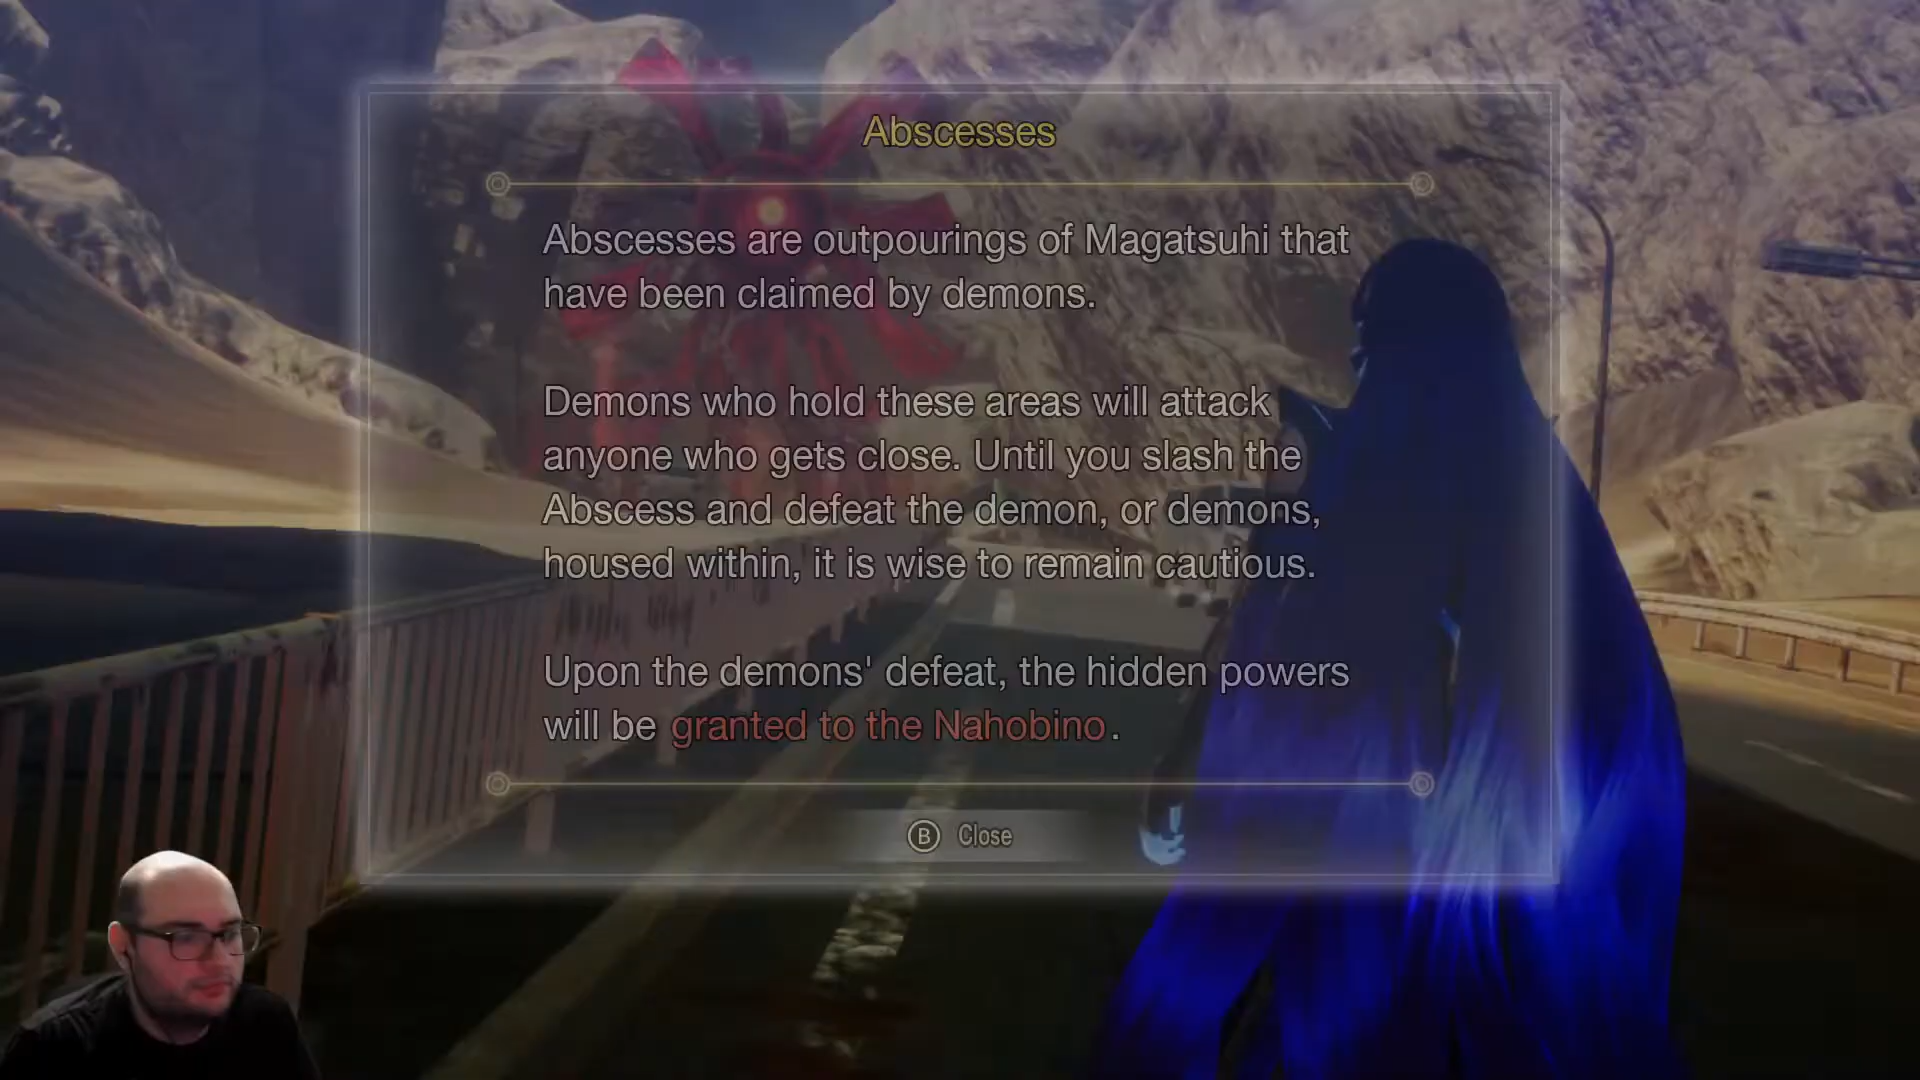 Abscesses
Abscesses are outpourings of Magatsuhi that
have been claimed by demons.
Demons who hold these areas will attack
anyone who gets close. Until you slash the
Abscess and defeat the demon, or demons,
housed within, it is wise to remain cautious.
Upon the demons' defeat, the hidden powers
will be granted to the Nahobino.
B Close